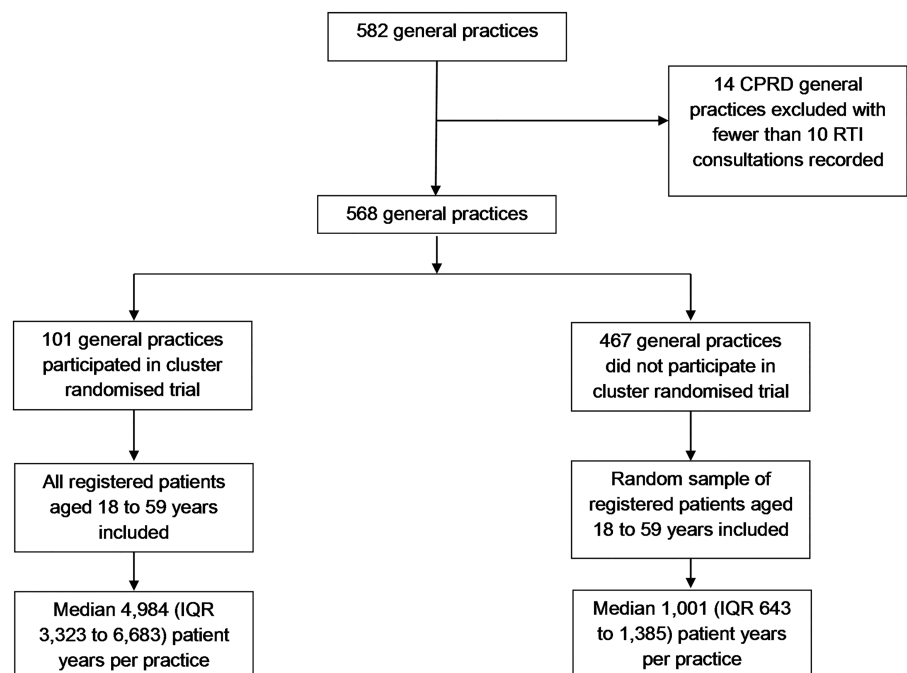 582 general practices
14 CPRD general
practices excluded with
fewer than 10 RTI
consultations recorded
568 general practices
101 general practices
participated in cluster
randomised trial
467 general practices
did not participate in
cluster randomised trial
All registered patients
aged 18 to 59 years
included
Random sample of
registered patients aged
18 to 59 years included
Median 4,984 (IQR
3,323 to 6,683) patient
years per practice
Median 1,001 (IQR 643
to 1,385) patient years
per practice